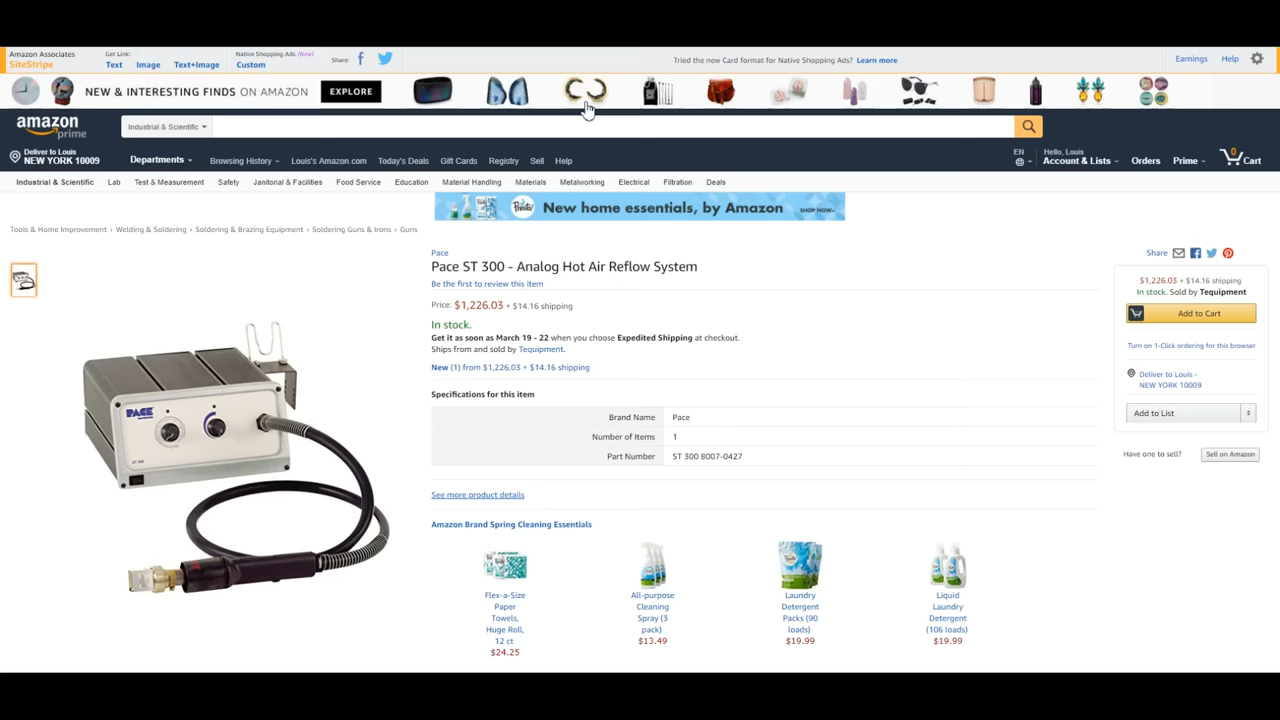 Amazon Associates
SiteStripe
Get Link:
Text Image Text+Image
Native Shopping Ads (New)
Custom
Share:
Tried the new Card format for Native Shopping Ads? Learn more
Earnings Help
NEW & INTERESTING FINDS ON AMAZON EXPLORE
amazon
prime
Industrial & Scientific
Deliver to Louis
NEW YORK 10009
Departments Browsing History Louis's Amazon.com Today's Deals Gift Cards Registry Sell Help
EN
Hello, Louis
Account & Lists Orders Prime 0 Cart
Industrial & Scientific Lab Test & Measurement Safety Janitorial & Facilities Food Service Education Material Handling Materials Metalworking Electrical Filtration Deals
Presto! New home essentials, by Amazon SHOP NOW
Tools & Home Improvement › Welding & Soldering › Soldering & Brazing Equipment › Soldering Guns & Irons › Guns
Pace
Pace ST 300 - Analog Hot Air Reflow System
Be the first to review this item
Price: $1,226.03 + $14.16 shipping
In stock.
Get it as soon as March 19 - 22 when you choose Expedited Shipping at checkout.
Ships from and sold by Tequipment.
New (1) from $1,226.03 + $14.16 shipping
Specifications for this item
Brand Name Pace
Number of Items 1
Part Number ST 300 8007-0427
See more product details
Amazon Brand Spring Cleaning Essentials
Flex-a-Size
Paper
Towels,
Huge Roll,
12 ct
$24.25
All-purpose
Cleaning
Spray (3
pack)
$13.49
Laundry
Detergent
Packs (90
loads)
$19.99
Liquid
Laundry
Detergent
(106 loads)
$19.99
Share
$1,226.03 + $14.16 shipping
In stock. Sold by Tequipment
Add to Cart
Turn on 1-Click ordering for this browser
Deliver to Louis -
NEW YORK 10009
Add to List
Have one to sell? Sell on Amazon
PACE
ST 300